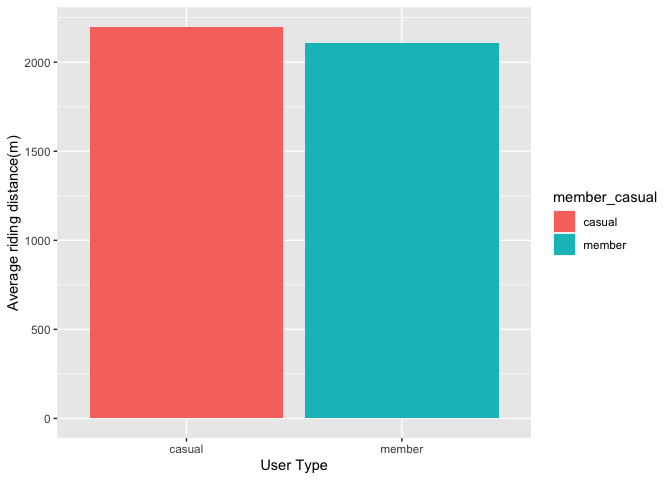 Average riding distance(m)
2000
1500
1000
500
0
casual
member
User Type
member_casual
casual
member